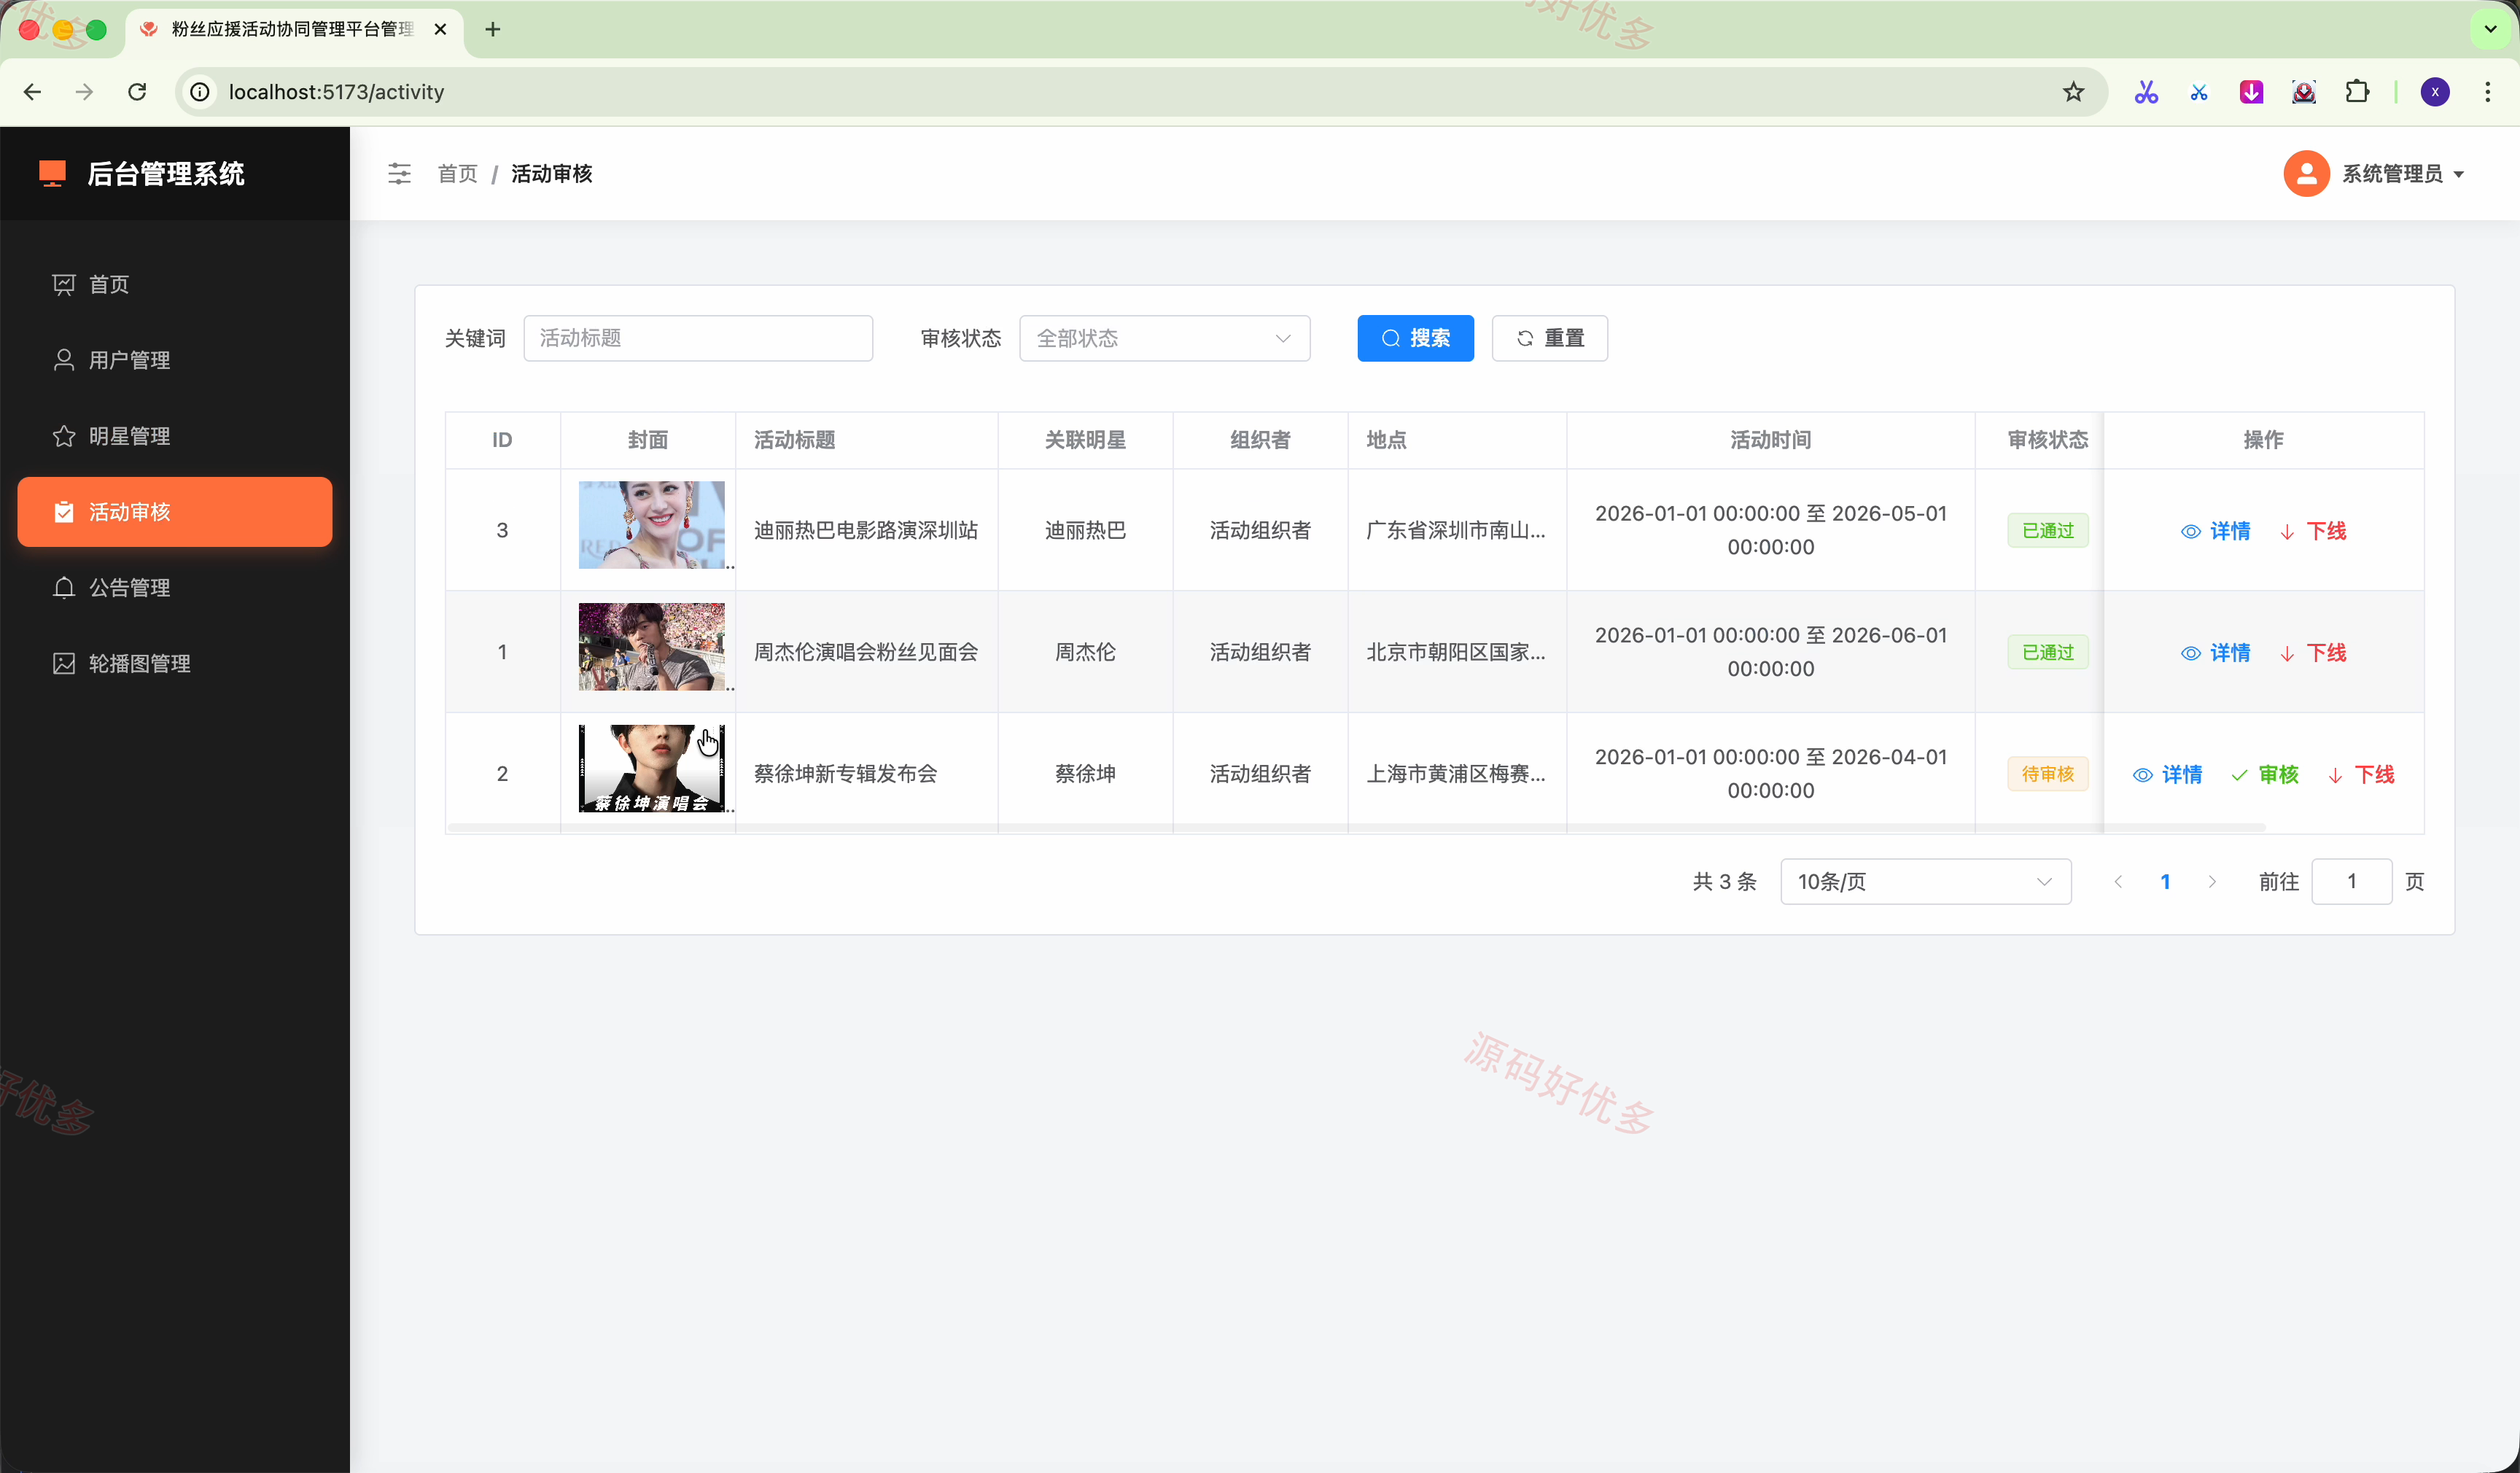 粉丝应援活动协同管理平台管理
localhost:5173/activity
后台管理系统
首页 / 活动审核
系统管理员
首页
用户管理
明星管理
活动审核
公告管理
轮播图管理
关键词 活动标题 审核状态 全部状态 搜索 重置
ID 封面 活动标题 关联明星 组织者 地点 活动时间 审核状态 操作
3 迪丽热巴电影路演深圳站 迪丽热巴 活动组织者 广东省深圳市南山... 2026-01-01 00:00:00 至 2026-05-01 00:00:00 已通过 详情 下线
1 周杰伦演唱会粉丝见面会 周杰伦 活动组织者 北京市朝阳区国家... 2026-01-01 00:00:00 至 2026-06-01 00:00:00 已通过 详情 下线
蔡徐坤演唱会
2 蔡徐坤新专辑发布会 蔡徐坤 活动组织者 上海市黄浦区梅赛... 2026-01-01 00:00:00 至 2026-04-01 00:00:00 待审核 详情 审核 下线
共 3 条 10条/页 1 前往 1 页
源码好优多